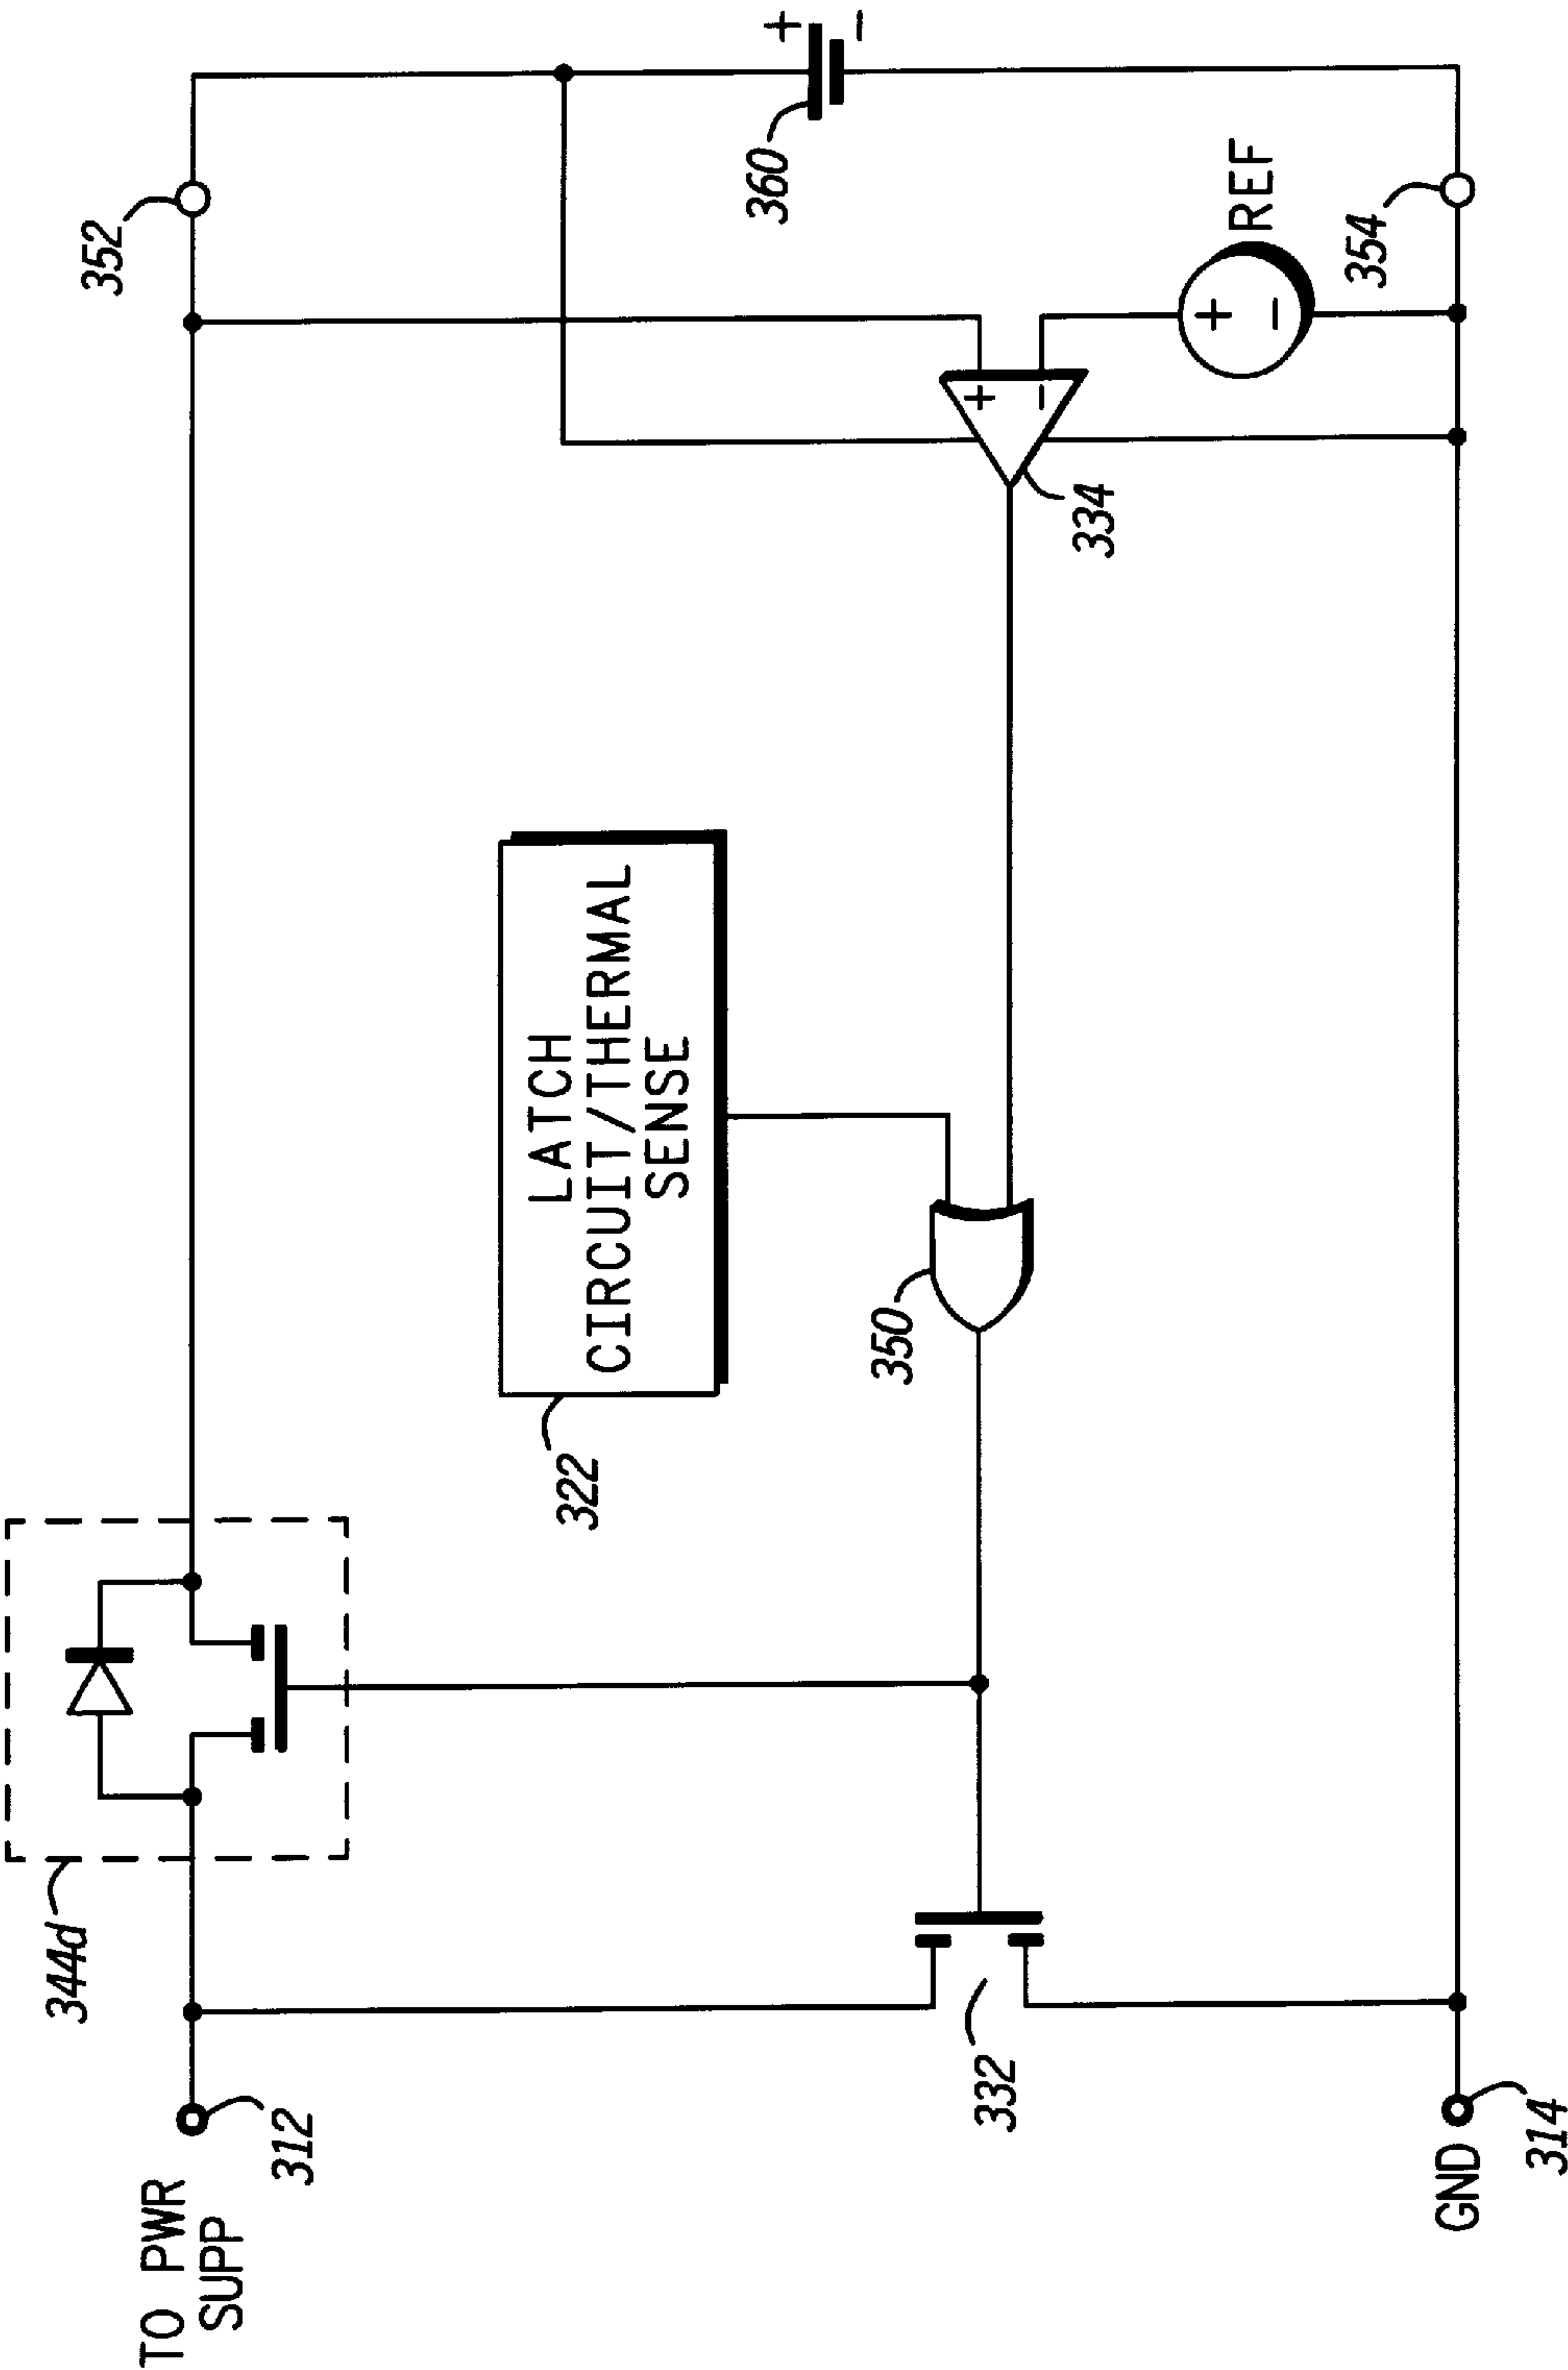 344d
352
TO PWR
SUPP
312
322
LATCH
CIRCUIT/THERMAL
SENSE
360
+
−
332
350
334
+
−
+
−
REF
354
GND
314